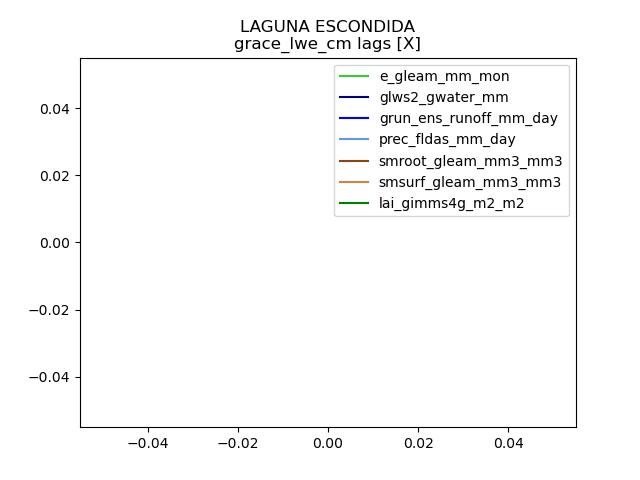 LAGUNA ESCONDIDA
grace_lwe_cm lags [X]
e_gleam_mm_mon
glws2_gwater_mm
grun_ens_runoff_mm_day
prec_fldas_mm_day
smroot_gleam_mm3_mm3
smsurf_gleam_mm3_mm3
lai_gimms4g_m2_m2
0.04
0.02
0.00
−0.02
−0.04
−0.04 −0.02 0.00 0.02 0.04